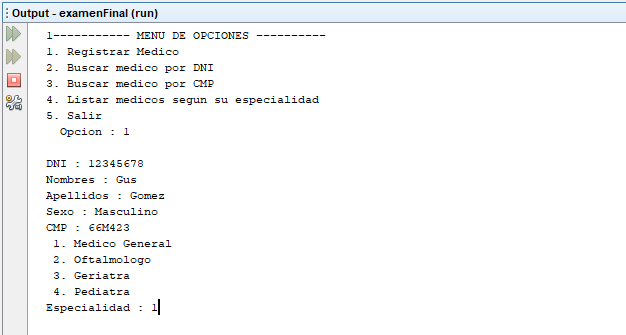 Output - examenFinal (run)
1----------- MENU DE OPCIONES ----------
1. Registrar Medico
2. Buscar medico por DNI
3. Buscar medico por CMP
4. Listar medicos segun su especialidad
5. Salir
Opcion : 1
DNI : 12345678
Nombres : Gus
Apellidos : Gomez
Sexo : Masculino
CMP : 66M423
1. Medico General
2. Oftalmologo
3. Geriatra
4. Pediatra
Especialidad : 1